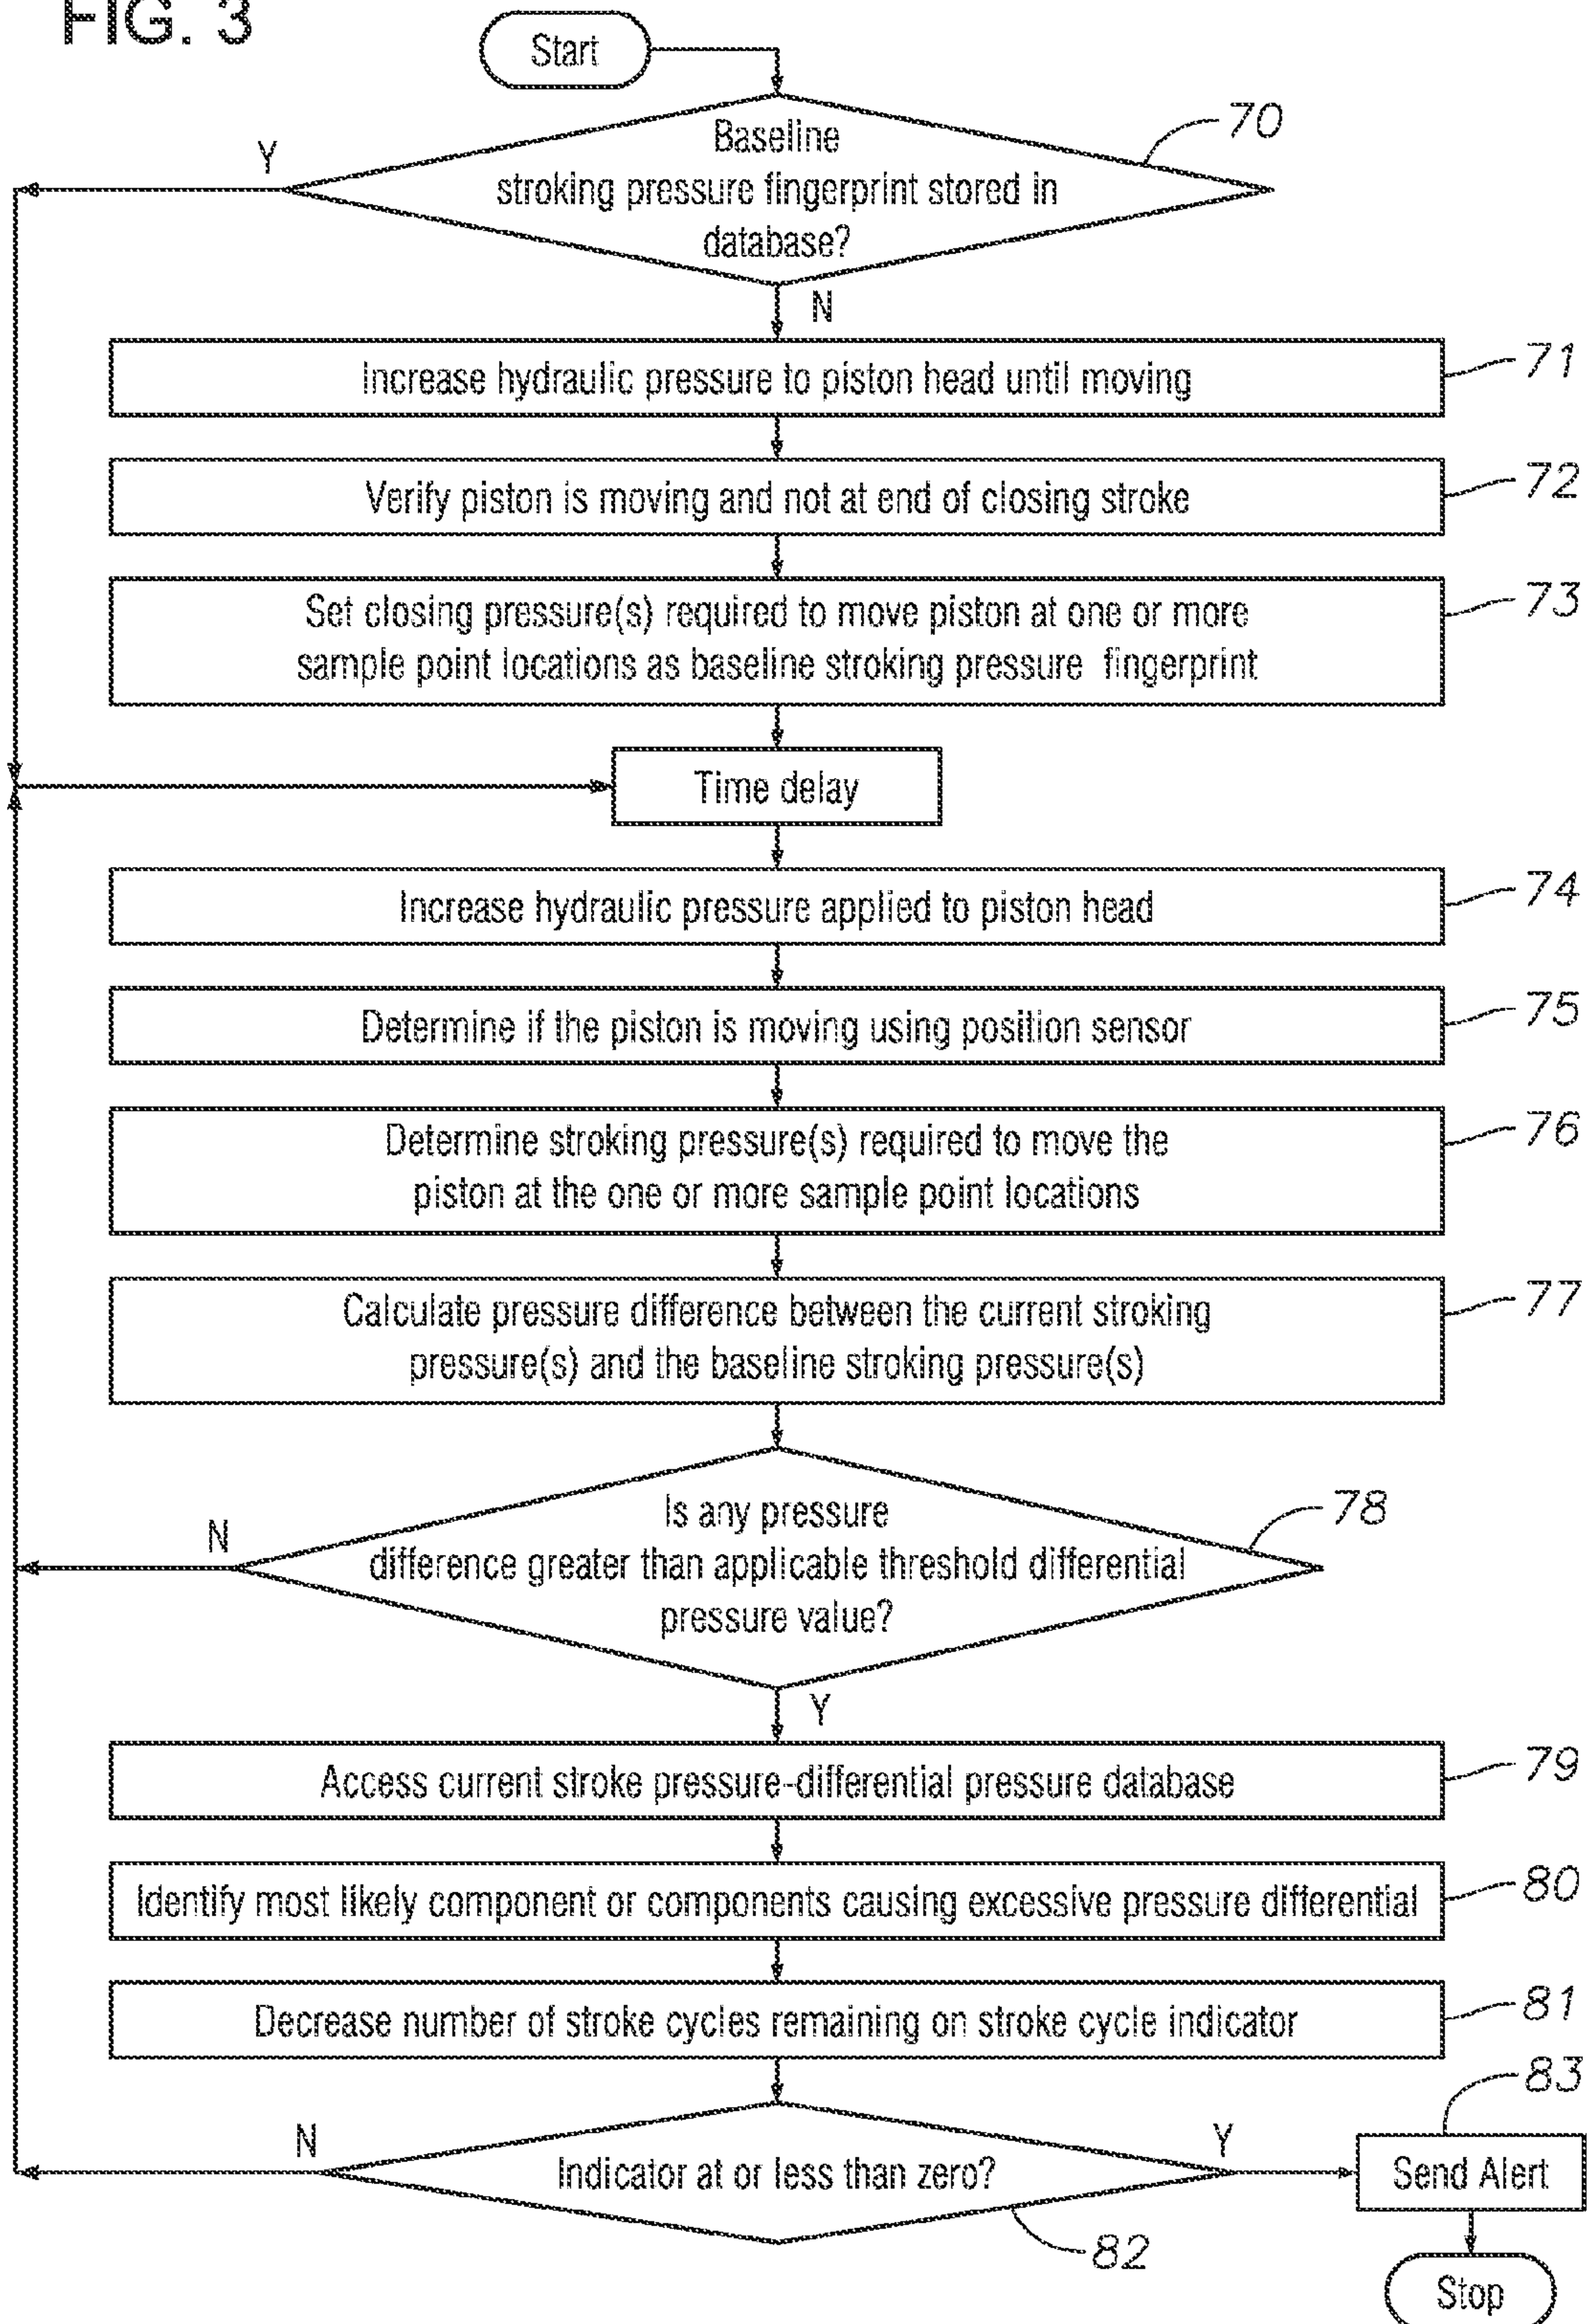 FIG. 3
Start
70
Baseline
stroking pressure fingerprint stored in
database?
Y
N
Increase hydraulic pressure to piston head until moving
71
Verify piston is moving and not at end of closing stroke
72
Set closing pressure(s) required to move piston at one or more
sample point locations as baseline stroking pressure fingerprint
73
Time delay
Increase hydraulic pressure applied to piston head
74
Determine if the piston is moving using position sensor
75
Determine stroking pressure(s) required to move the
piston at the one or more sample point locations
76
Calculate pressure difference between the current stroking
pressure(s) and the baseline stroking pressure(s)
77
Is any pressure
difference greater than applicable threshold differential
pressure value?
78
N
Y
Access current stroke pressure-differential pressure database
79
Identify most likely component or components causing excessive pressure differential
80
Decrease number of stroke cycles remaining on stroke cycle indicator
81
83
N
Indicator at or less than zero?
Y
Send Alert
82
Stop